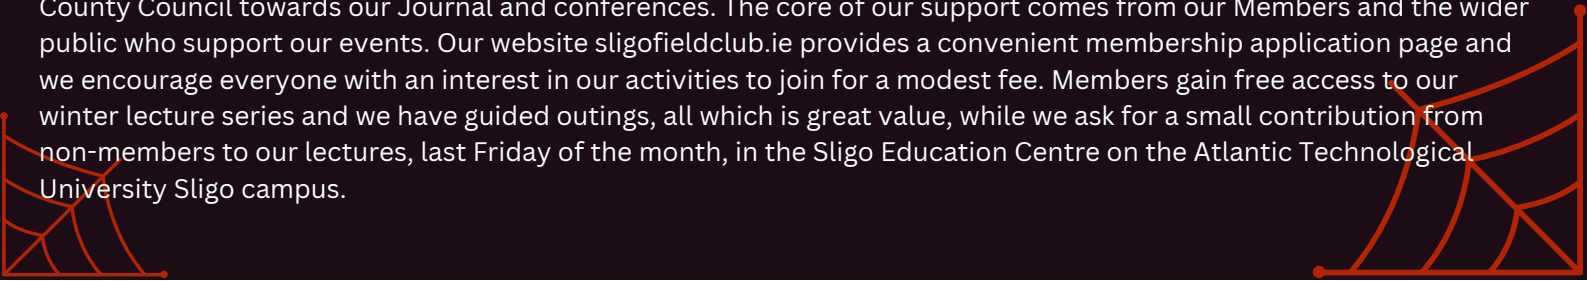 County Council towards our Journal and conferences. The core of our support comes from our Members and the wider
public who support our events. Our website sligofieldclub.ie provides a convenient membership application page and
we encourage everyone with an interest in our activities to join for a modest fee. Members gain free access to our
winter lecture series and we have guided outings, all which is great value, while we ask for a small contribution from
non-members to our lectures, last Friday of the month, in the Sligo Education Centre on the Atlantic Technological
University Sligo campus.